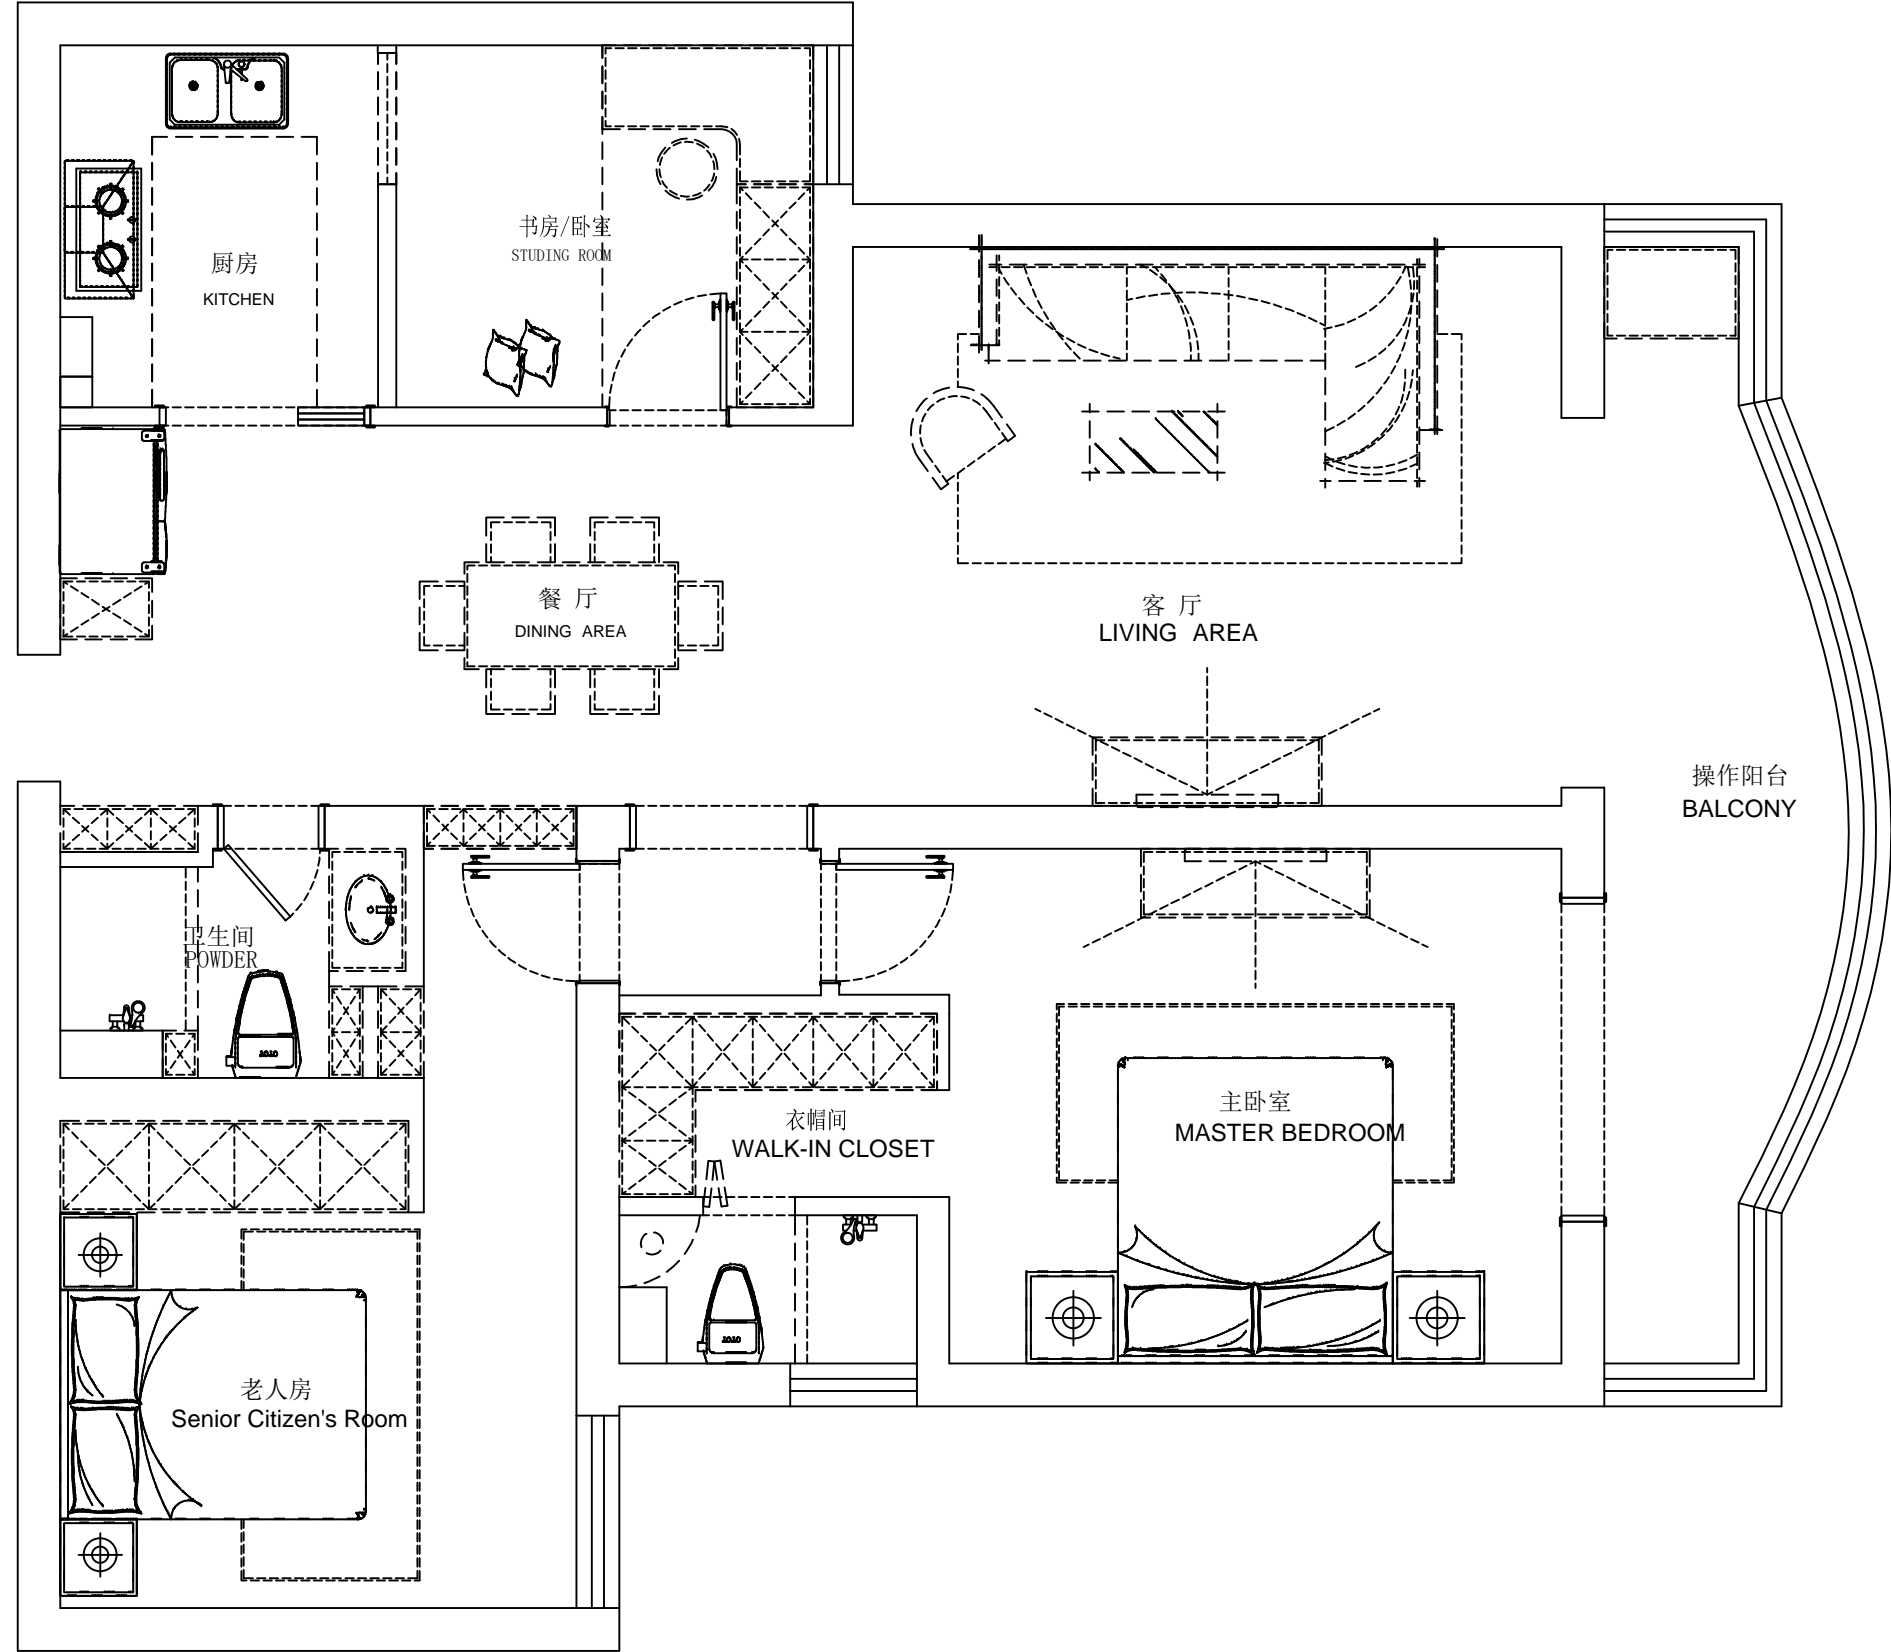 书房/卧室
STUDING ROOM
厨房
KITCHEN
餐 厅
DINING AREA
客 厅
LIVING AREA
操作阳台
BALCONY
卫生间
POWDER
TOTO
衣帽间
WALK-IN CLOSET
主卧室
MASTER BEDROOM
TOTO
老人房
Senior Citizen's Room